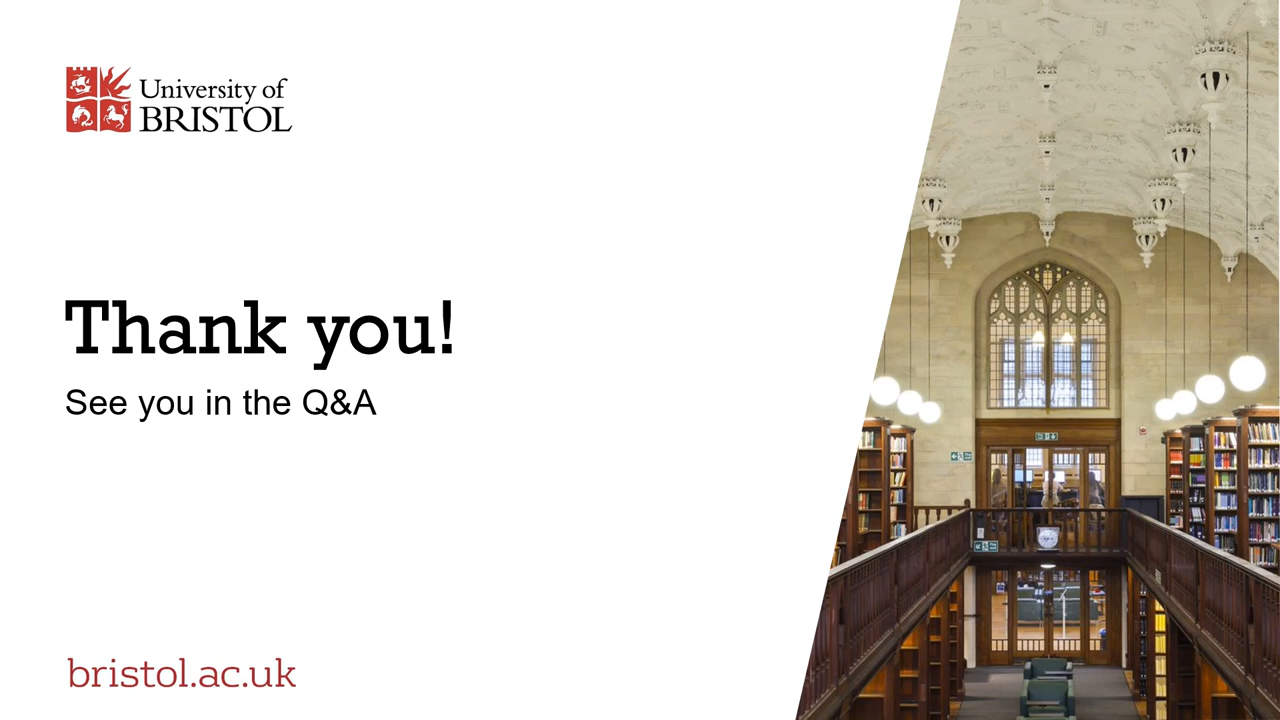 University of
BRISTOL
Thank you!
See you in the Q&A
bristol.ac.uk